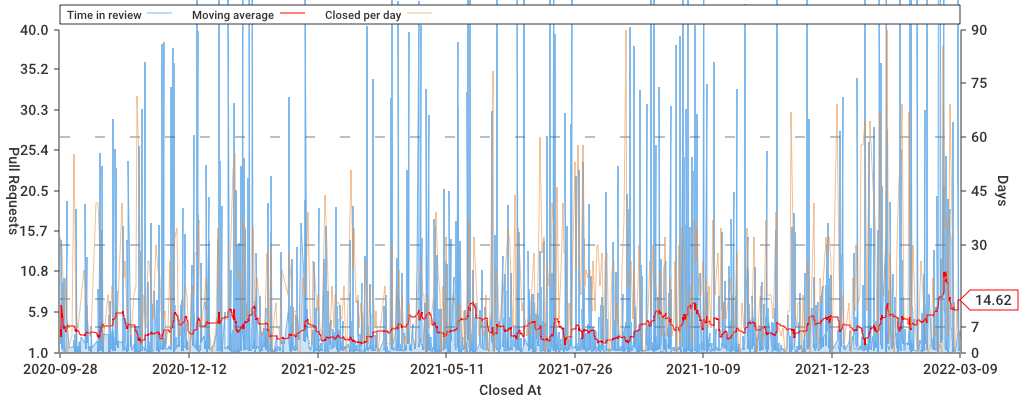 Time in review Moving average Closed per day
40.0 90
35.2 75
30.3 60
25.4 45
20.5 30
15.7 14.62
10.8 7
5.9 0
1.0
Pull Requests
Days
2020-09-28 2020-12-12 2021-02-25 2021-05-11 2021-07-26 2021-10-09 2021-12-23 2022-03-09
Closed At